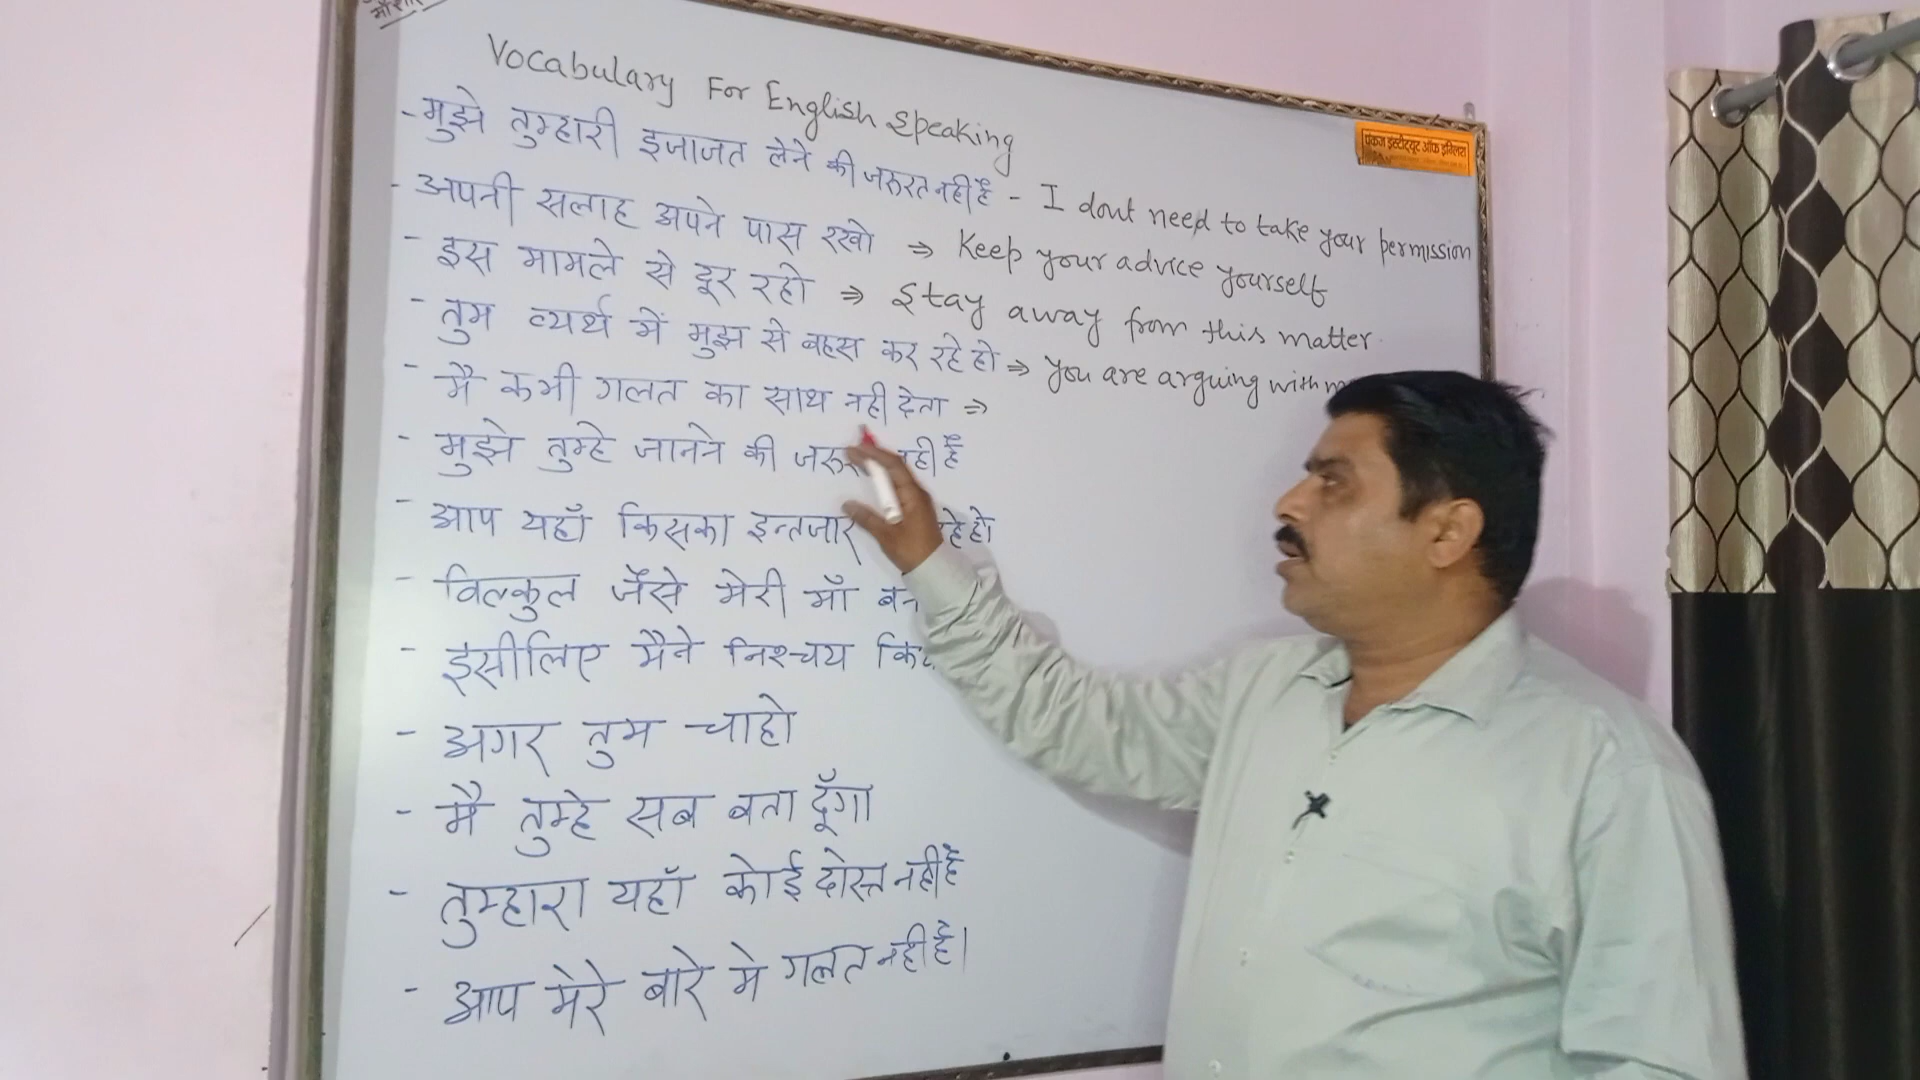 Vocabulary For English Speaking
पंकज इंस्टीट्यूट ऑफ इंग्लिश
- मुझे तुम्हारी इजाजत लेने की जरूरत नही है - I dont need to take your permission
- अपनी सलाह अपने पास रखो ⇒ Keep your advice yourself
- इस मामले से दूर रहो ⇒ Stay away from this matter
- तुम व्यर्थ में मुझ से बहस कर रहे हो ⇒ you are arguing with
- मै कभी गलत का साथ नही देता ⇒
- मुझे तुम्हे जानने की है
- आप यहाँ किसका इन्तजार हो
- विल्कुल जैसे मेरी माँ
- इसीलिए मैने निश्चय
- अगर तुम चाहो
- मै तुम्हे सब बता दूँगा
- तुम्हारा यहाँ कोई दोस्त नही है
- आप मेरे बारे मे गलत नही है।